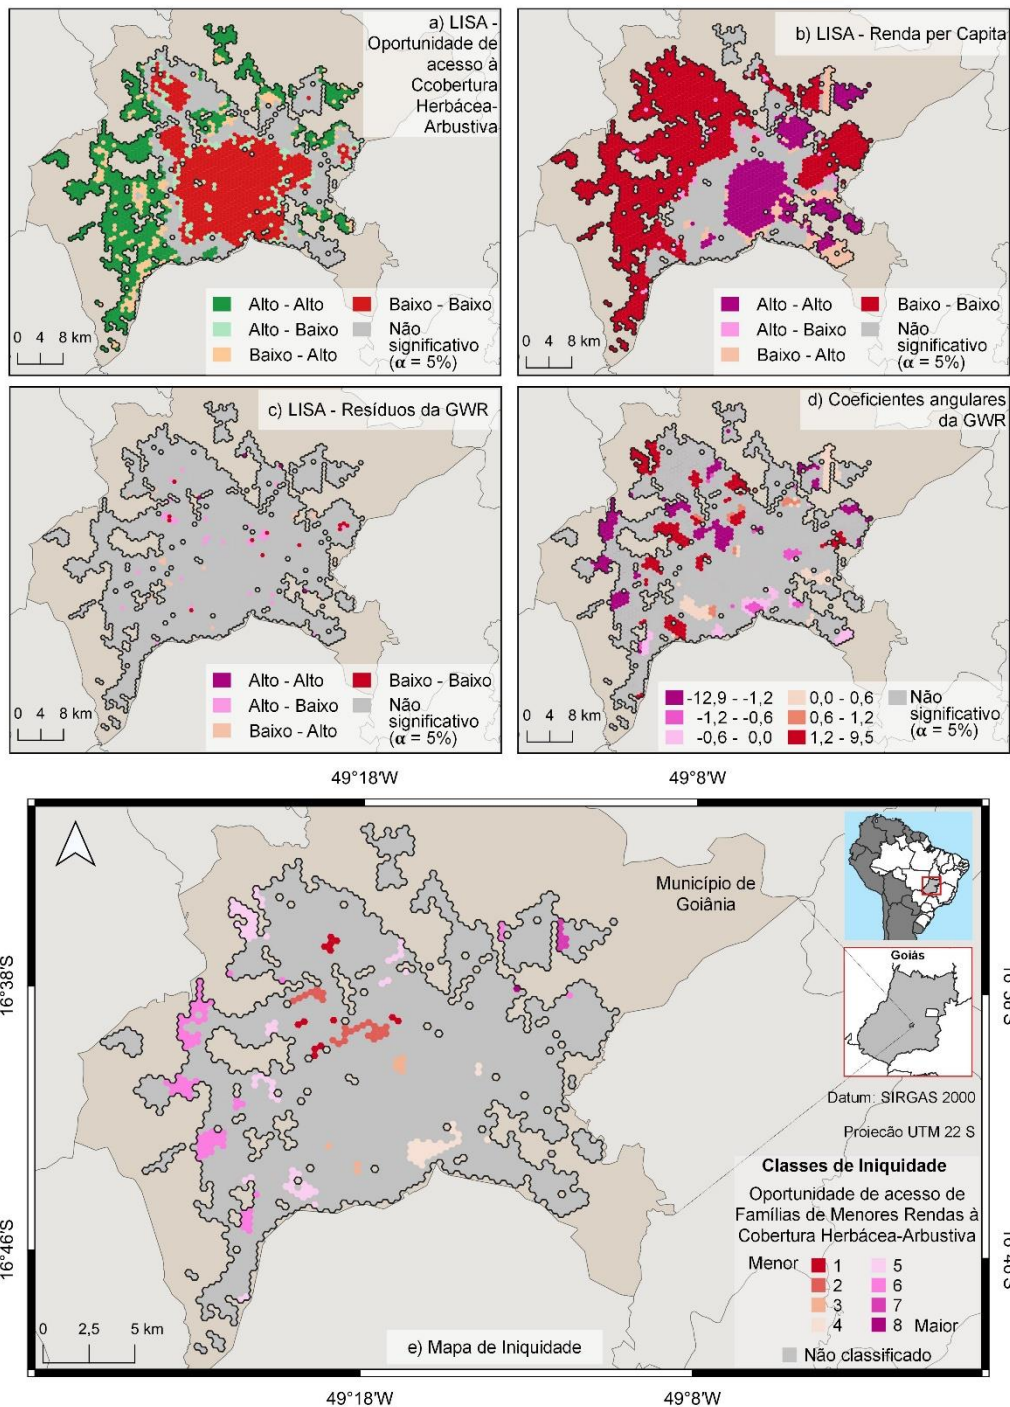 a) LISA -
Oportunidade de
acesso à
Ccobertura
Herbácea-
Arbustiva
Alto - Alto
Baixo - Baixo
Alto - Baixo
Não
significativo
(α = 5%)
Baixo - Alto
0 4 8 km
b) LISA - Renda per Capita
Alto - Alto
Baixo - Baixo
Alto - Baixo
Não
significativo
(α = 5%)
Baixo - Alto
0 4 8 km
c) LISA - Resíduos da GWR
Alto - Alto
Baixo - Baixo
Alto - Baixo
Não
significativo
(α = 5%)
Baixo - Alto
0 4 8 km
d) Coeficientes angulares
da GWR
-12,9 - -1,2
0,0 - 0,6
Não
significativo
(α = 5%)
-1,2 - -0,6
0,6 - 1,2
-0,6 - 0,0
1,2 - 9,5
0 4 8 km
49°18'W
49°8'W
Município de
Goiânia
16°38'S
16°38'S
Goiás
Datum: SIRGAS 2000
Projecão UTM 22 S
Classes de Iniquidade
Oportunidade de acesso de
Famílias de Menores Rendas à
Cobertura Herbácea-Arbustiva
Menor 1 5
2 6
3 7
4 8 Maior
Não classificado
16°46'S
16°46'S
0 2,5 5 km
e) Mapa de Iniquidade
49°18'W
49°8'W